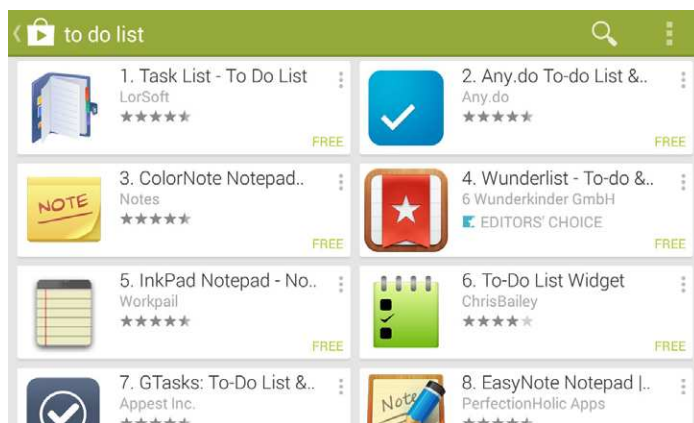 to do list
1. Task List - To Do List
LorSoft
FREE
2. Any.do To-do List &..
Any.do
FREE
NOTE
3. ColorNote Notepad..
Notes
FREE
4. Wunderlist - To-do &..
6 Wunderkinder GmbH
EDITORS' CHOICE
FREE
5. InkPad Notepad - No..
Workpail
FREE
6. To-Do List Widget
ChrisBailey
FREE
7. GTasks: To-Do List &..
Appest Inc.
Note
8. EasyNote Notepad |..
PerfectionHolic Apps